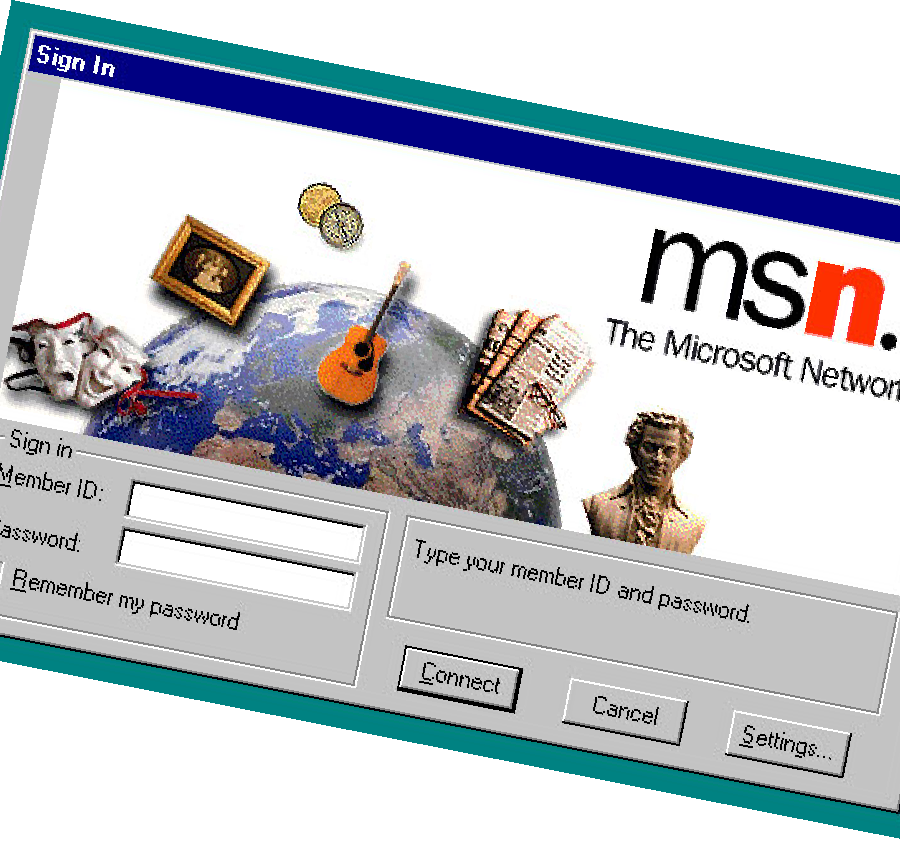 Sign In
msn.
The Microsoft Networ
Sign in
Member ID:
assword:
Remember my password
Type your member ID and password.
Connect
Cancel
Settings...